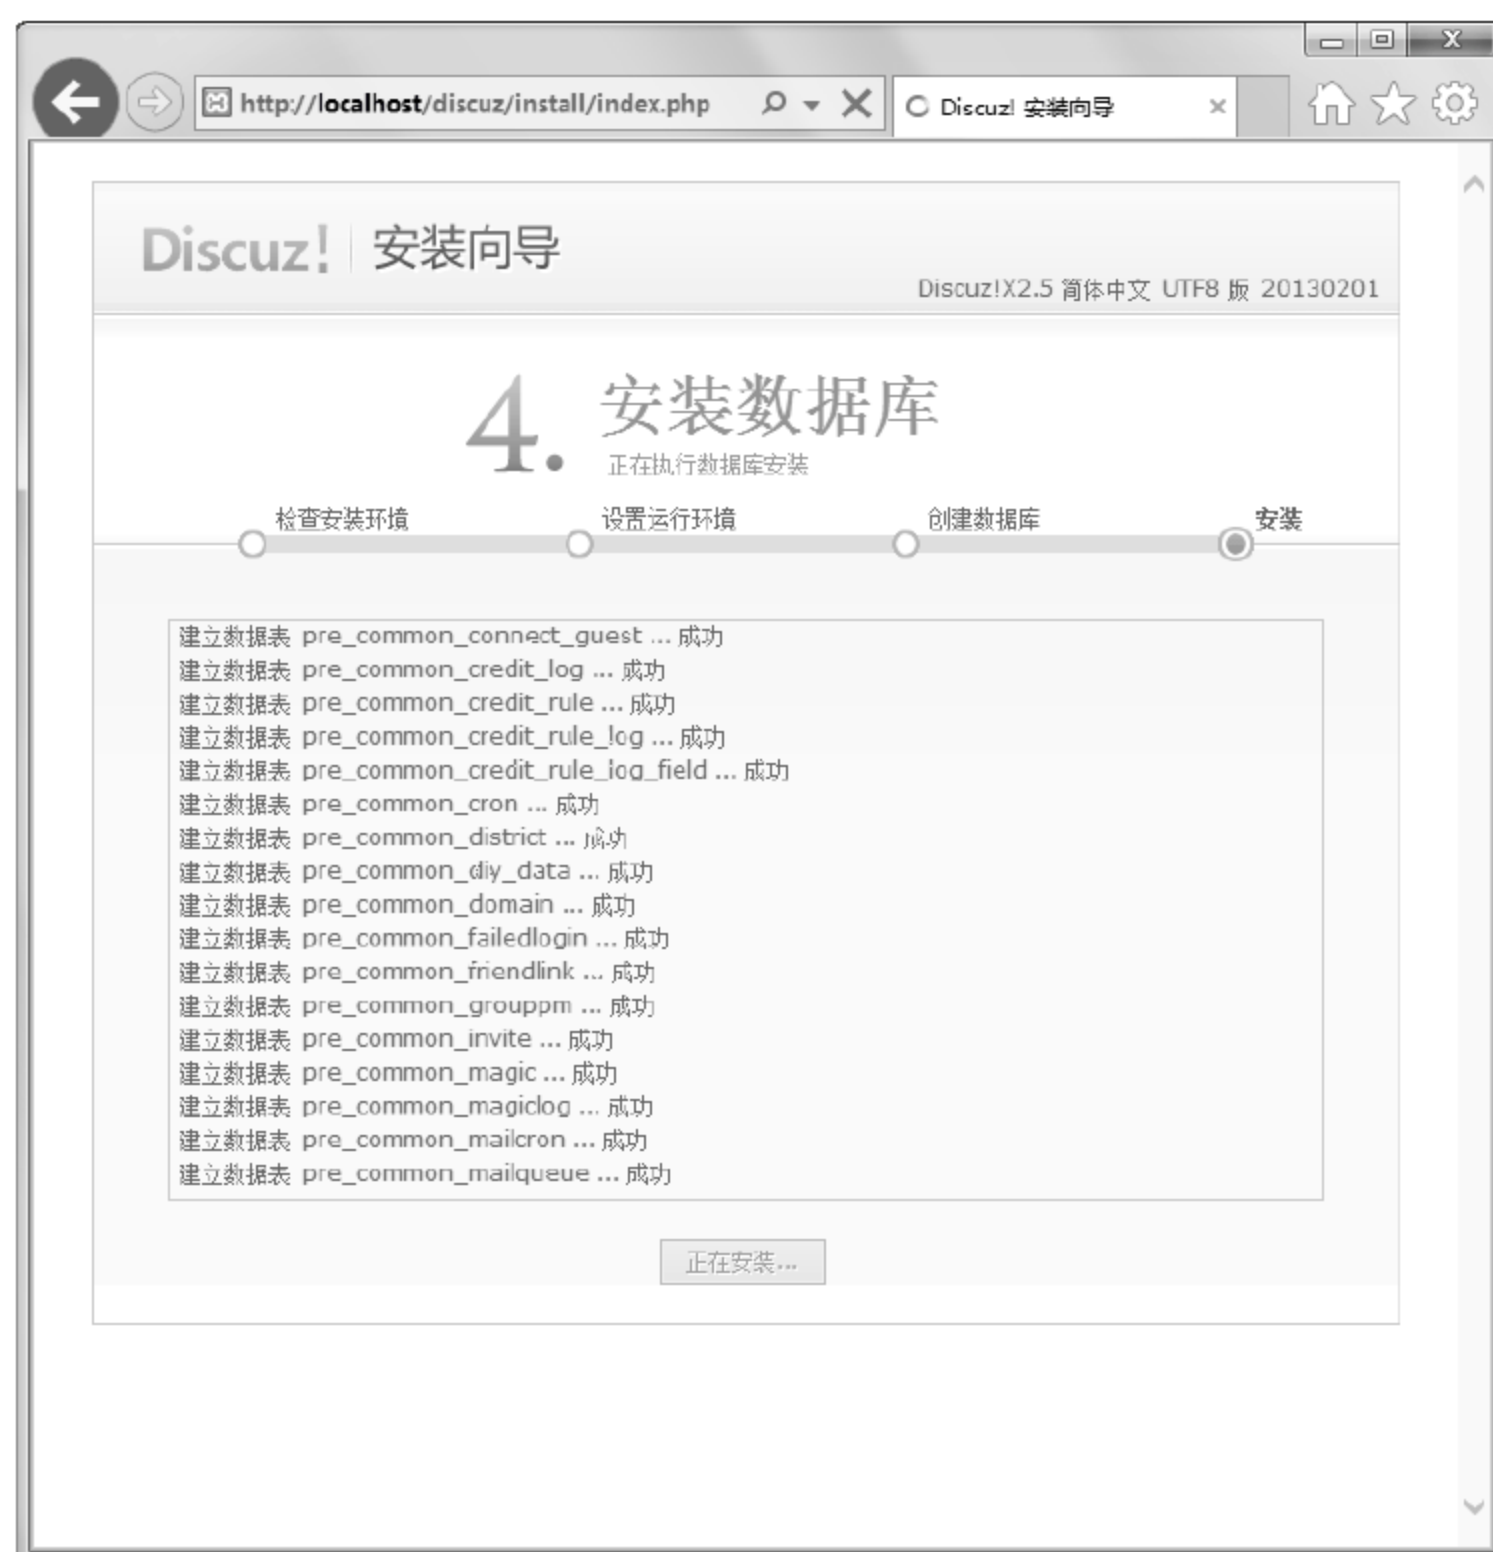 http://localhost/discuz/install/index.php
Discuz! 安装向导
Discuz! 安装向导
Discuz!X2.5 简体中文 UTF8 版 20130201
4. 安装数据库
正在执行数据库安装
检查安装环境 设置运行环境 创建数据库 安装
建立数据表 pre_common_connect_guest ... 成功
建立数据表 pre_common_credit_log ... 成功
建立数据表 pre_common_credit_rule ... 成功
建立数据表 pre_common_credit_rule_log ... 成功
建立数据表 pre_common_credit_rule_log_field ... 成功
建立数据表 pre_common_cron ... 成功
建立数据表 pre_common_district ... 成功
建立数据表 pre_common_diy_data ... 成功
建立数据表 pre_common_domain ... 成功
建立数据表 pre_common_failedlogin ... 成功
建立数据表 pre_common_friendlink ... 成功
建立数据表 pre_common_grouppm ... 成功
建立数据表 pre_common_invite ... 成功
建立数据表 pre_common_magic ... 成功
建立数据表 pre_common_magiclog ... 成功
建立数据表 pre_common_mailcron ... 成功
建立数据表 pre_common_mailqueue ... 成功
正在安装...